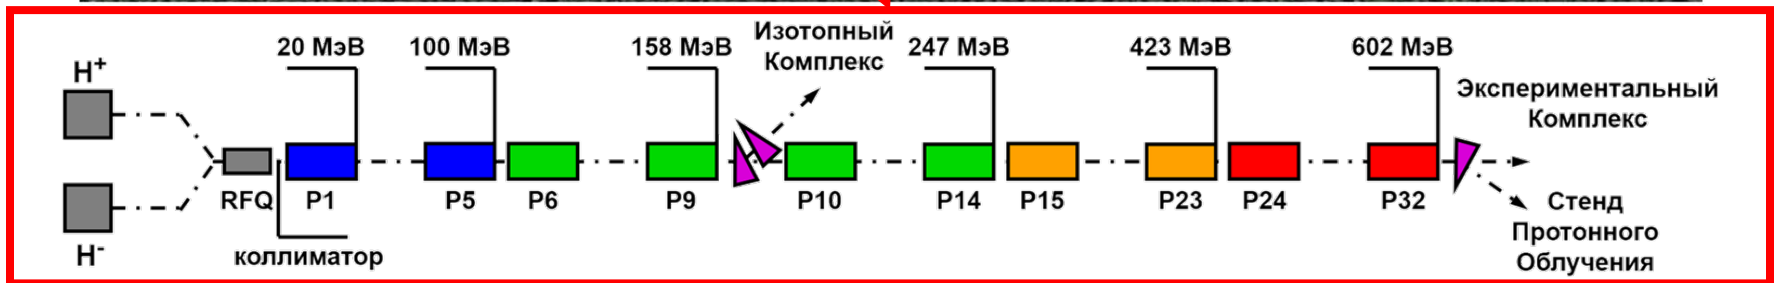 20 МэВ
100 МэВ
158 МэВ
Изотопный
Комплекс
247 МэВ
423 МэВ
602 МэВ
H+
Экспериментальный
Комплекс
RFQ
P1
P5
P6
P9
P10
P14
P15
P23
P24
P32
Стенд
Протонного
Облучения
H-
коллиматор